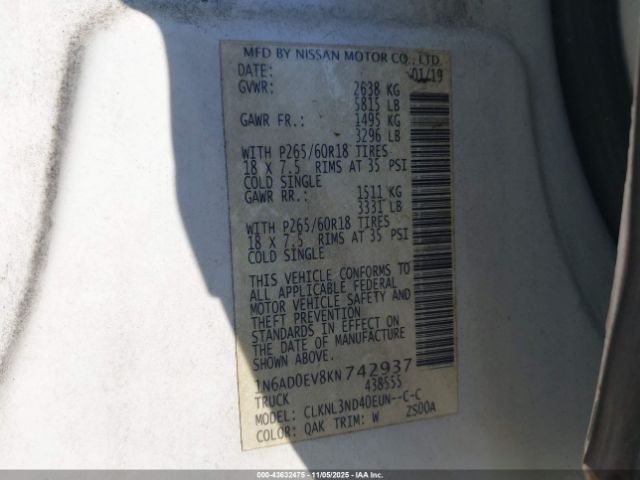 MFD BY NISSAN MOTOR CO., LTD.
DATE: 01/19
GVWR: 2638 KG
5815 LB
GAWR FR.: 1495 KG
3296 LB
WITH P265/60R18 TIRES
18 X 7.5 RIMS AT 35 PSI
COLD SINGLE
GAWR RR.: 1511 KG
3331 LB
WITH P265/60R18 TIRES
18 X 7.5 RIMS AT 35 PSI
COLD SINGLE
THIS VEHICLE CONFORMS TO
ALL APPLICABLE FEDERAL
MOTOR VEHICLE SAFETY AND
THEFT PREVENTION
STANDARDS IN EFFECT ON
THE DATE OF MANUFACTURE
1N6AD0EV8KN742937
TRUCK 438555
MODEL: CLKNL3ND40EUN--C-C
COLOR: QAK TRIM: W ZS00A
000-43632475 - 11/05/2025 - IAAI.COM